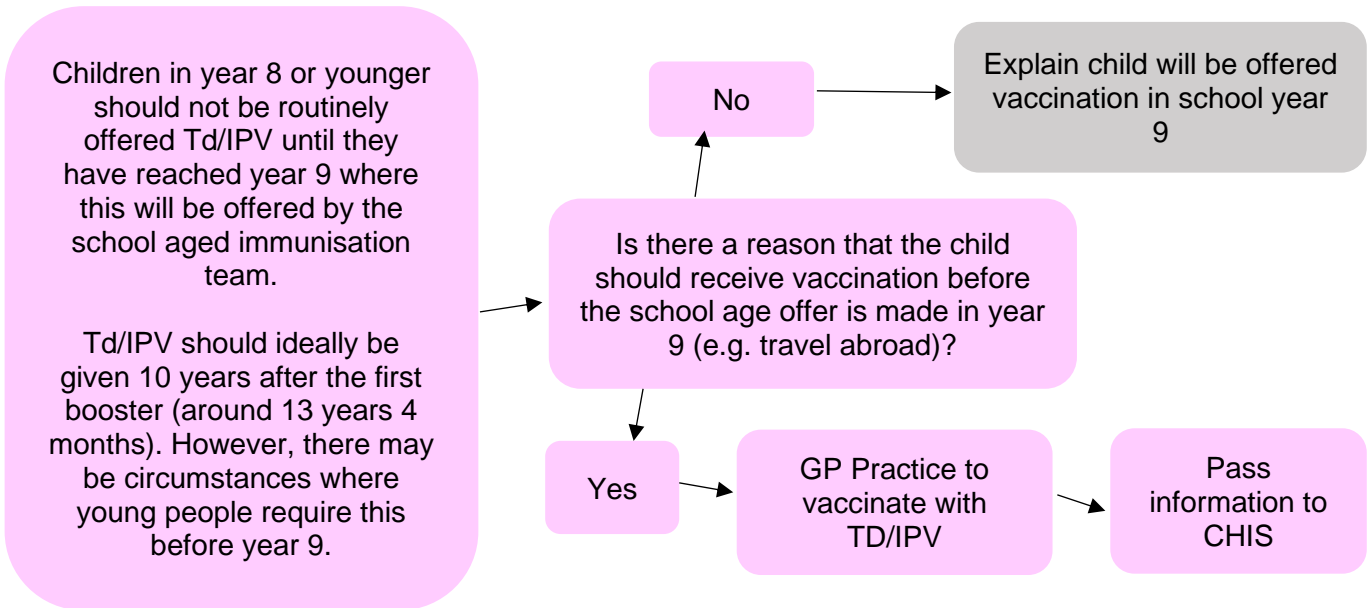 Children in year 8 or younger
should not be routinely
offered Td/IPV until they
have reached year 9 where
this will be offered by the
school aged immunisation
team.
Td/IPV should ideally be
given 10 years after the first
booster (around 13 years 4
months). However, there may
be circumstances where
young people require this
before year 9.
Is there a reason that the child
should receive vaccination before
the school age offer is made in year
9 (e.g. travel abroad)?
No
Explain child will be offered
vaccination in school year
9
Yes
GP Practice to
vaccinate with
TD/IPV
Pass
information to
CHIS